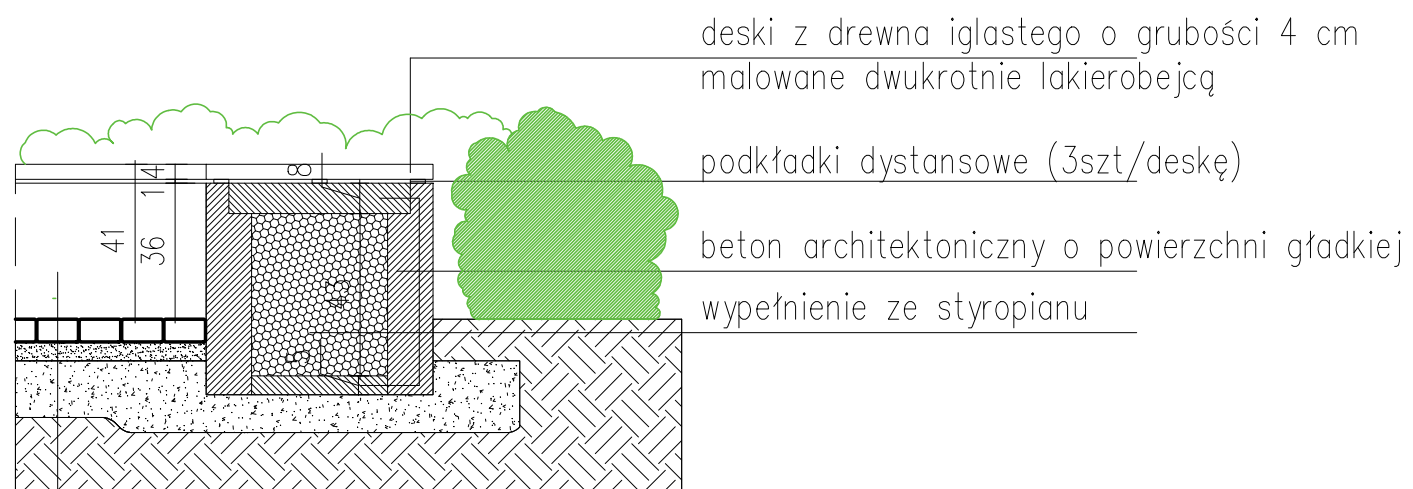 deski z drewna iglastego o grubości 4 cm
malowane dwukrotnie lakierobejcą
podkładki dystansowe (3szt/deskę)
beton architektoniczny o powierzchni gładkiej
wypełnienie ze styropianu
8
14
41
36
43